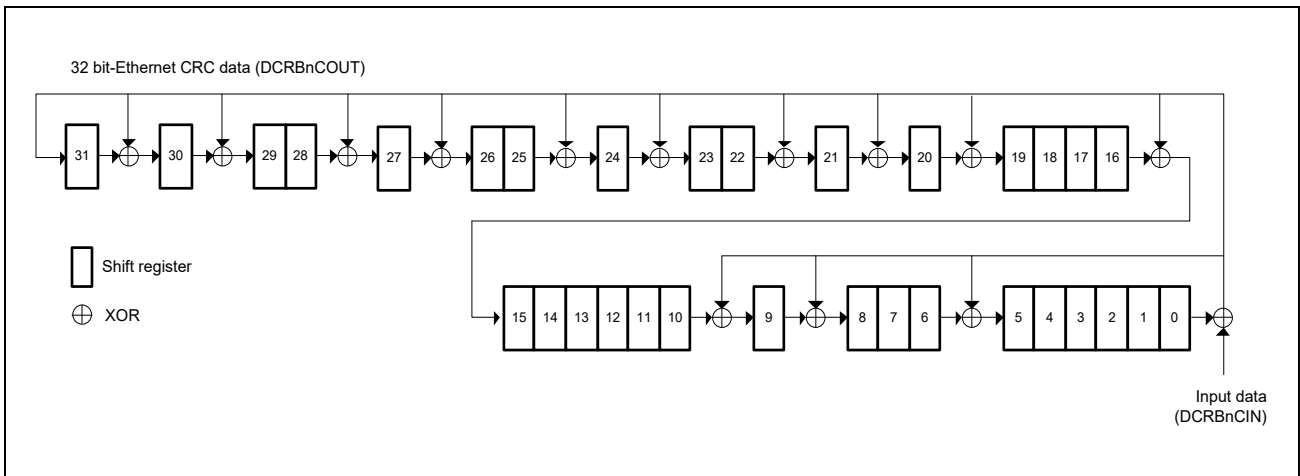 32 bit-Ethernet CRC data (DCRBnCOUT)
31 30 29 28 27 26 25 24 23 22 21 20 19 18 17 16
Shift register
XOR
15 14 13 12 11 10 9 8 7 6 5 4 3 2 1 0
Input data
(DCRBnCIN)